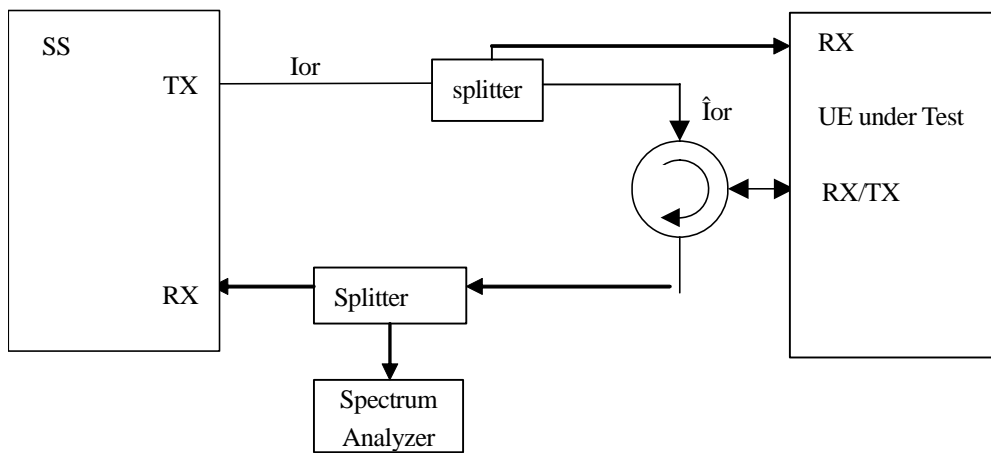 SS
TX
Ior
splitter
RX
Îor
UE under Test
RX/TX
RX
Splitter
Spectrum
Analyzer